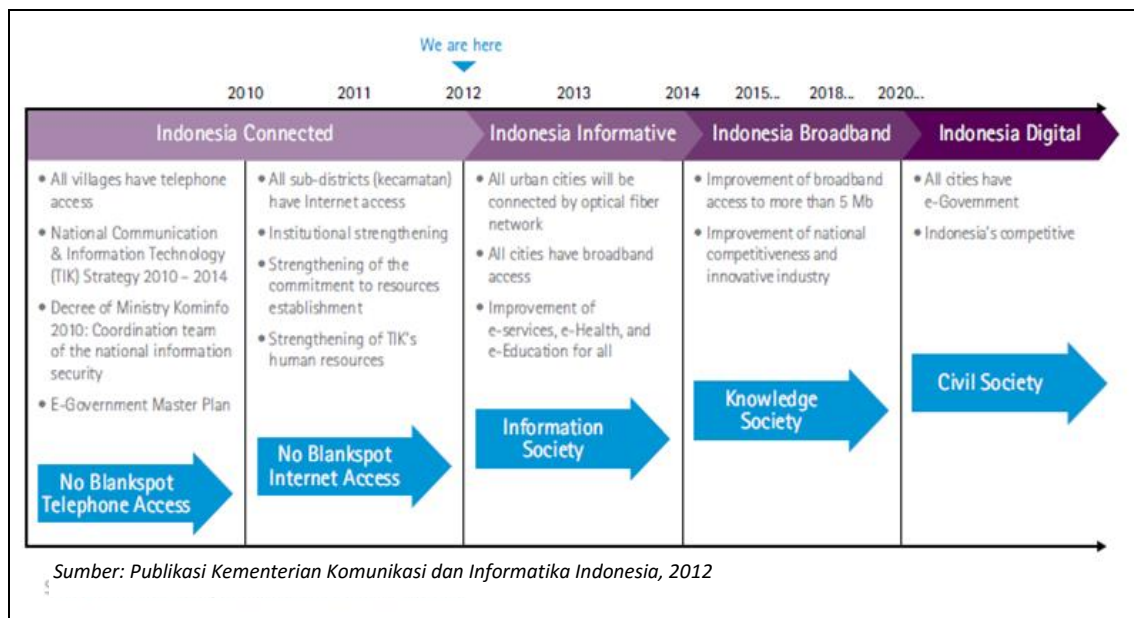 We are here
2010 2011 2012 2013 2014 2015... 2018... 2020...
Indonesia Connected
Indonesia Informative
Indonesia Broadband
Indonesia Digital
• All villages have telephone
access
• National Communication
& Information Technology
(TIK) Strategy 2010 – 2014
• Decree of Ministry Kominfo
2010: Coordination team
of the national information
security
• E-Government Master Plan
No Blankspot
Telephone Access
• All sub-districts (kecamatan)
have Internet access
• Institutional strengthening
• Strengthening of the
commitment to resources
establishment
• Strengthening of TIK's
human resources
No Blankspot
Internet Access
• All urban cities will be
connected by optical fiber
network
• All cities have broadband
access
• Improvement of
e-services, e-Health, and
e-Education for all
Information
Society
• Improvement of broadband
access to more than 5 Mb
• Improvement of national
competitiveness and
innovative industry
Knowledge
Society
• All cities have
e-Government
• Indonesia's competitive
Civil Society
Sumber: Publikasi Kementerian Komunikasi dan Informatika Indonesia, 2012